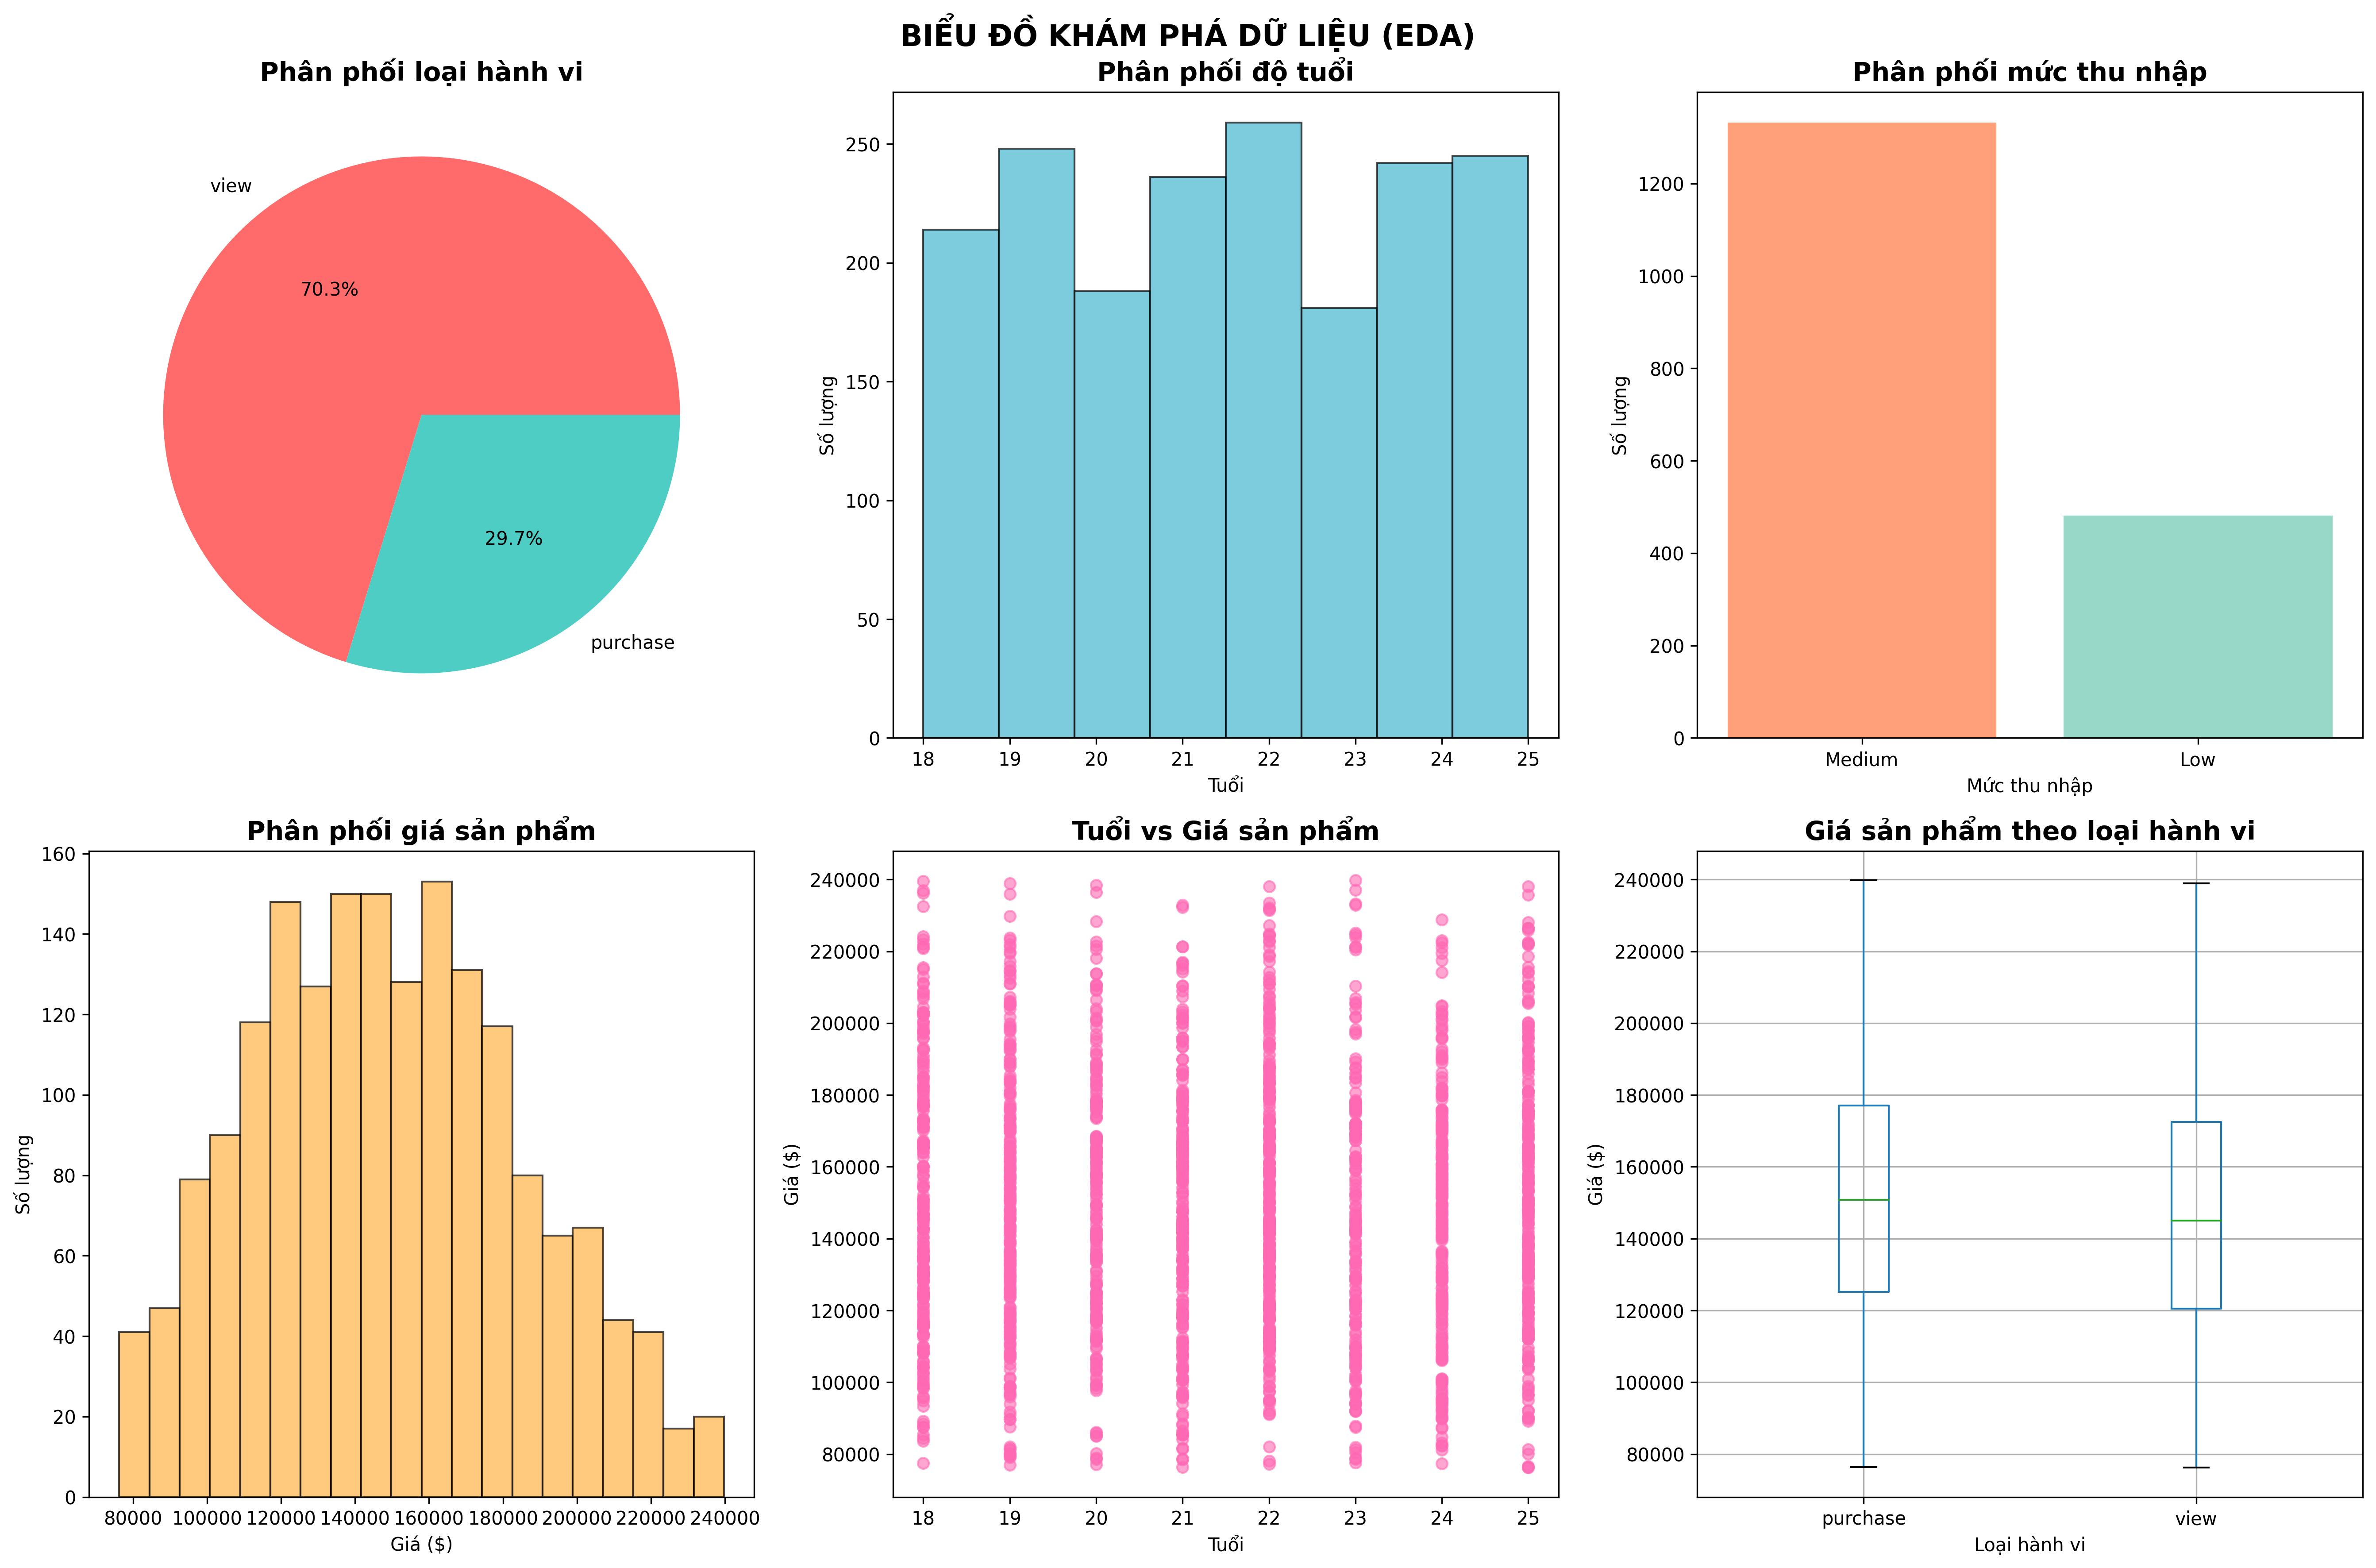 BIỂU ĐỒ KHÁM PHÁ DỮ LIỆU (EDA)
Phân phối loại hành vi
view
70.3%
29.7%
purchase
Phân phối độ tuổi
Số lượng
250
200
150
100
50
0
18 19 20 21 22 23 24 25
Tuổi
Phân phối mức thu nhập
Số lượng
1200
1000
800
600
400
200
0
Medium Low
Mức thu nhập
Phân phối giá sản phẩm
Số lượng
160
140
120
100
80
60
40
20
0
80000 100000 120000 140000 160000 180000 200000 220000 240000
Giá ($)
Tuổi vs Giá sản phẩm
Giá ($)
240000
220000
200000
180000
160000
140000
120000
100000
80000
18 19 20 21 22 23 24 25
Tuổi
Giá sản phẩm theo loại hành vi
Giá ($)
240000
220000
200000
180000
160000
140000
120000
100000
80000
purchase view
Loại hành vi